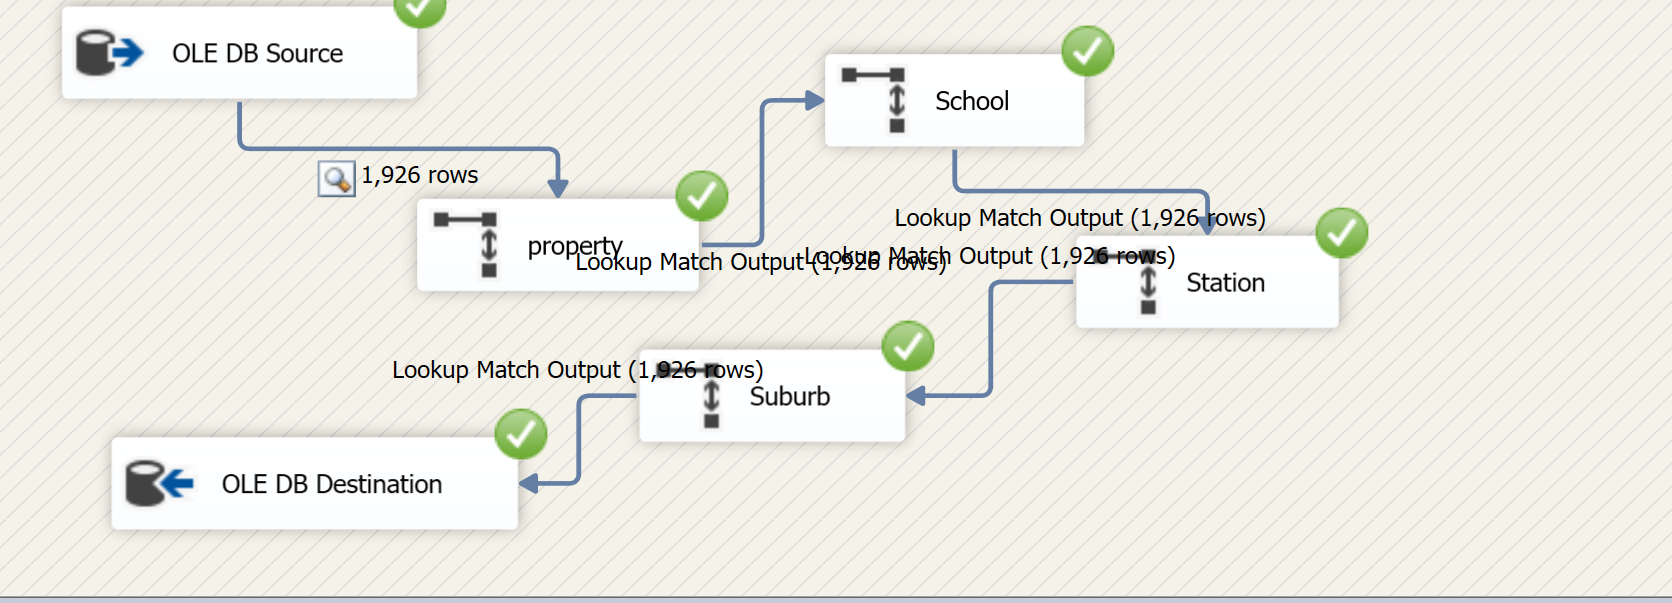 OLE DB Source
School
1,926 rows
Lookup Match Output (1,926 rows)
property
Lookup Match Output (1,926 rows)
Lookup Match Output (1,926 rows)
Station
Lookup Match Output (1,926 rows)
Suburb
OLE DB Destination